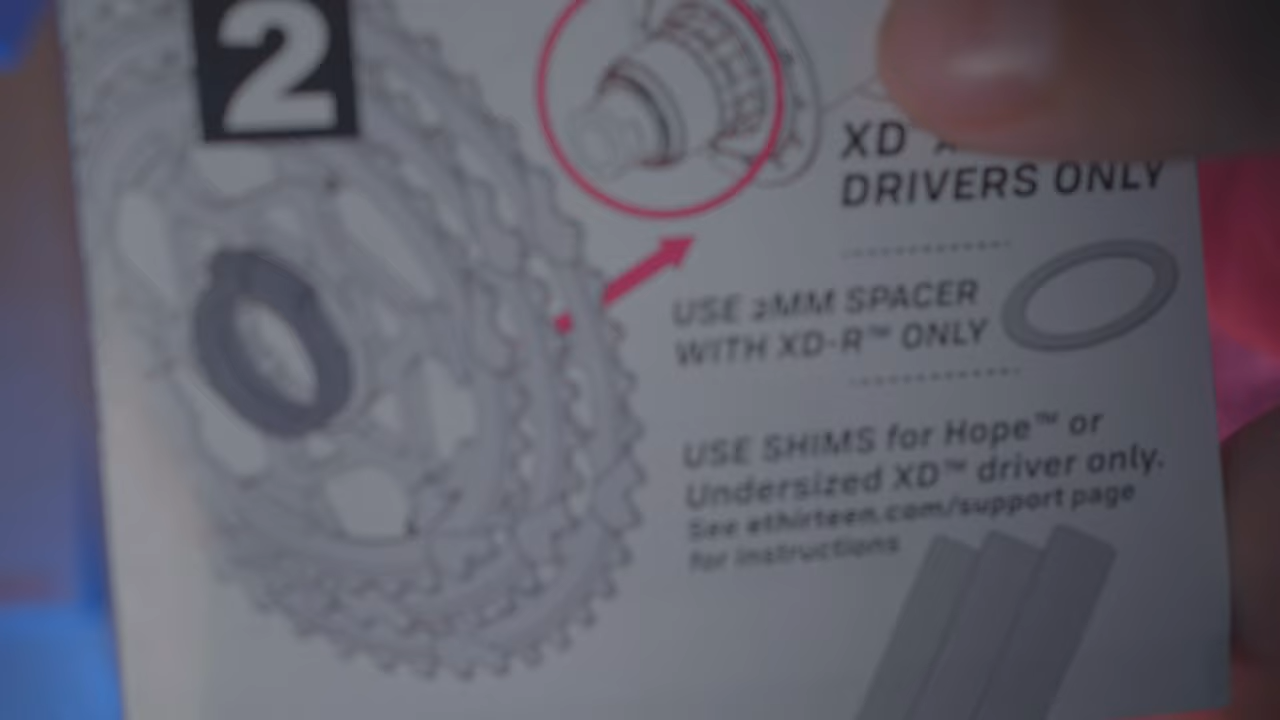 2
XD
DRIVERS ONLY
USE 2MM SPACER
WITH XD-R™ ONLY
USE SHIMS for Hope™ or
Undersized XD™ driver only.
See ethirteen.com/support page
for instructions